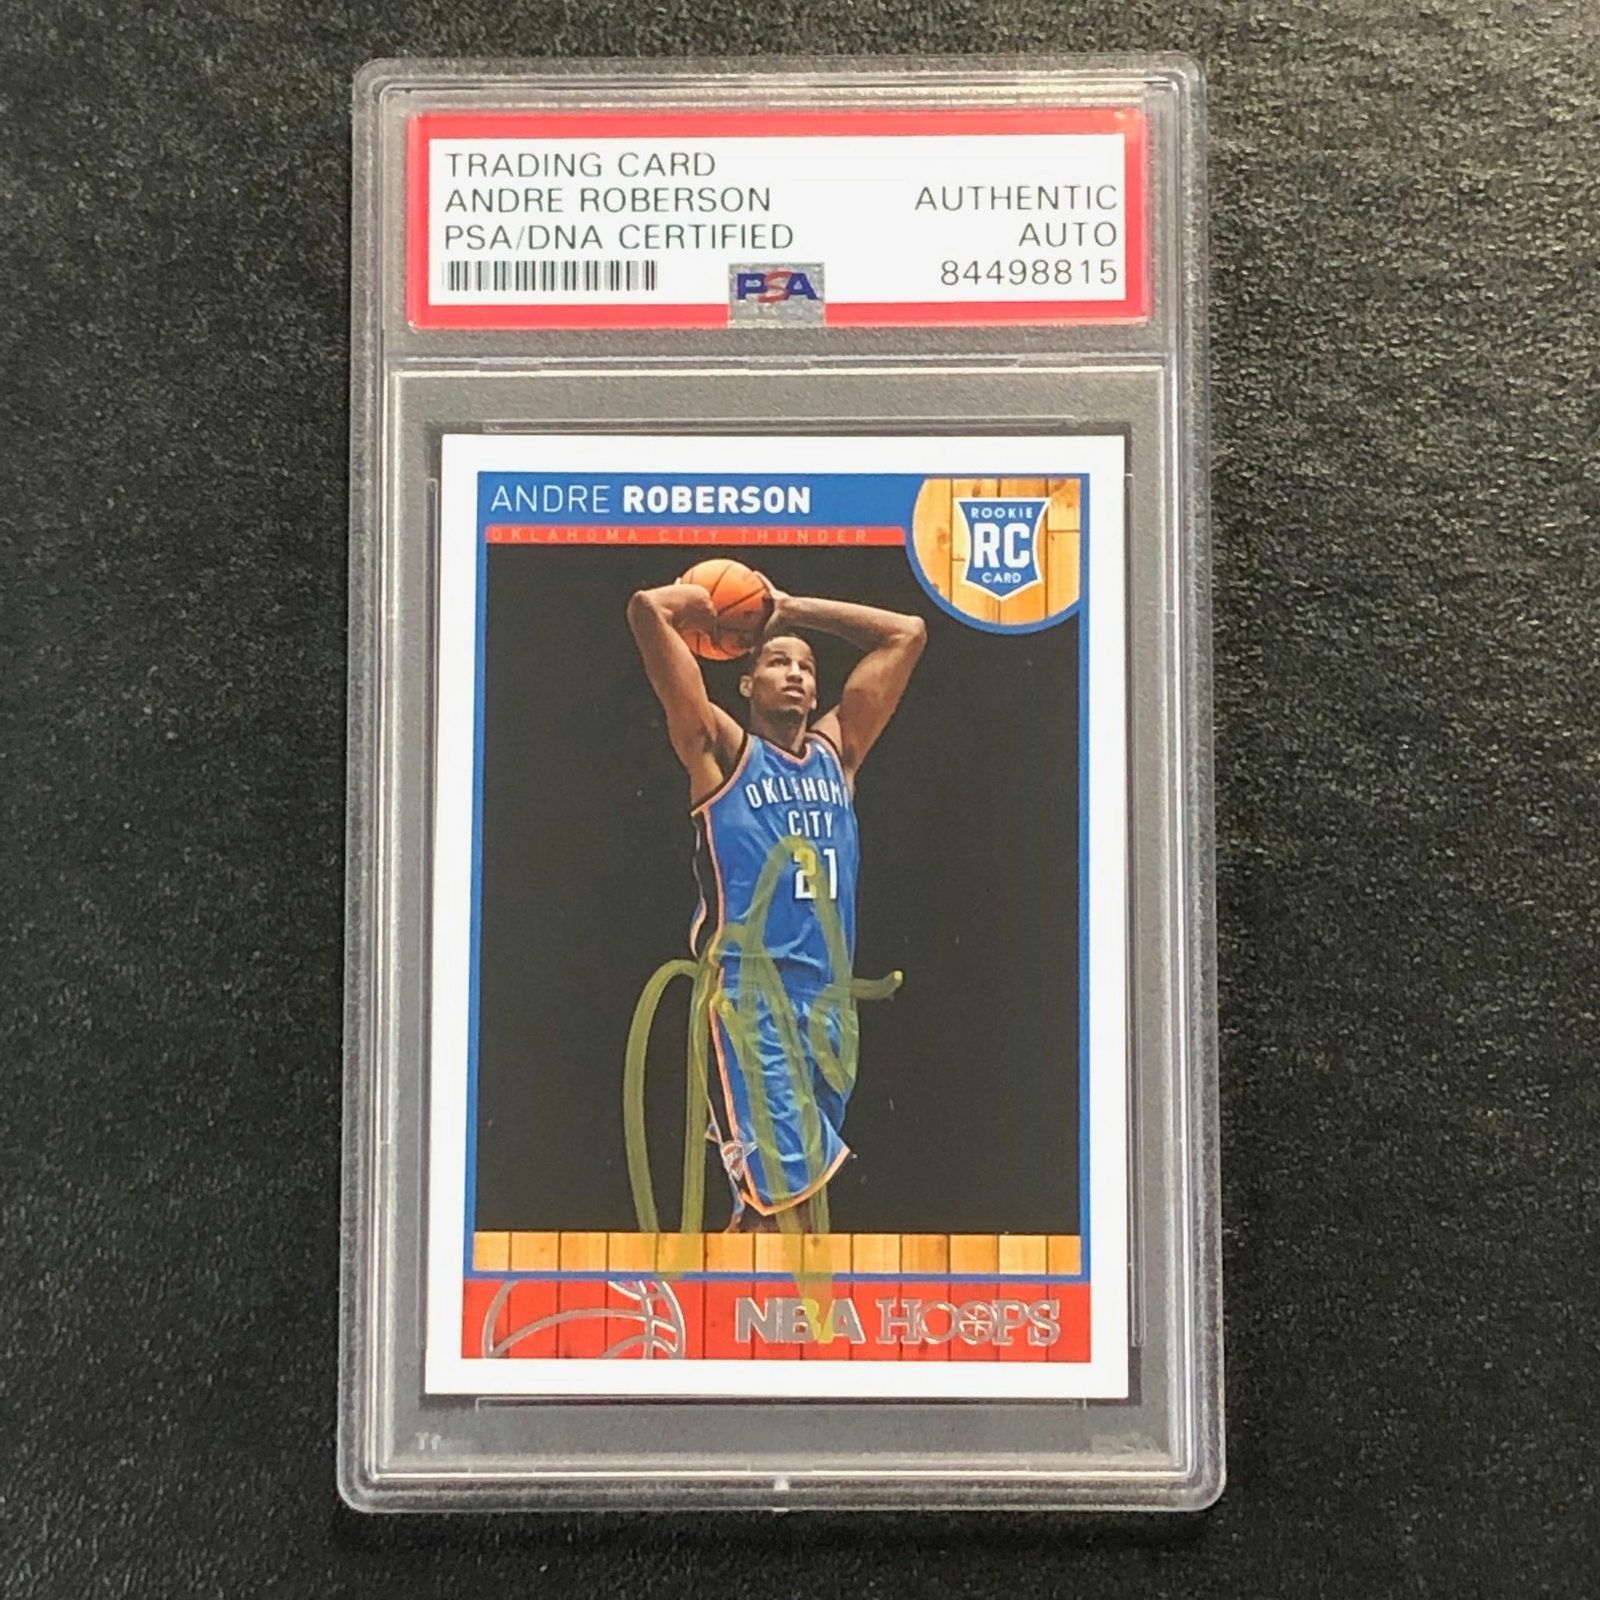 TRADING CARD
ANDRE ROBERSON
PSA/DNA CERTIFIED
AUTHENTIC
AUTO
84498815
PSA
ANDRE ROBERSON
OKLAHOMA CITY THUNDER
ROOKIE
RC
CARD
OKLAHOMA
CITY
21
NBA HOOPS